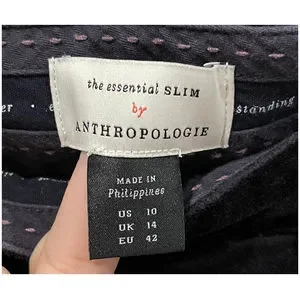 the essential SLIM
by
ANTHROPOLOGIE
standing
MADE IN
Philippines
US 10
UK 14
EU 42